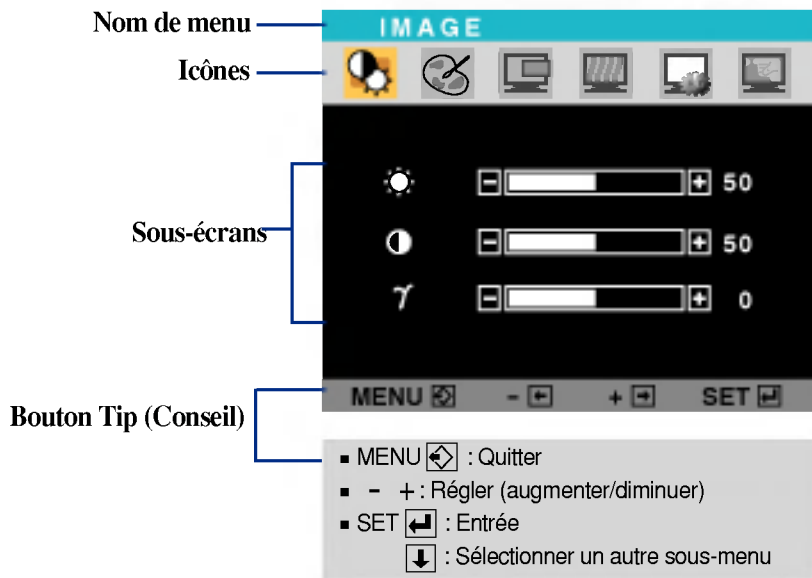 Nom de menu
IMAGE
Icônes
50
Sous-écrans
50
γ
0
MENU - + SET
Bouton Tip (Conseil)
■ MENU : Quitter
■ - + : Régler (augmenter/diminuer)
■ SET : Entrée
: Sélectionner un autre sous-menu